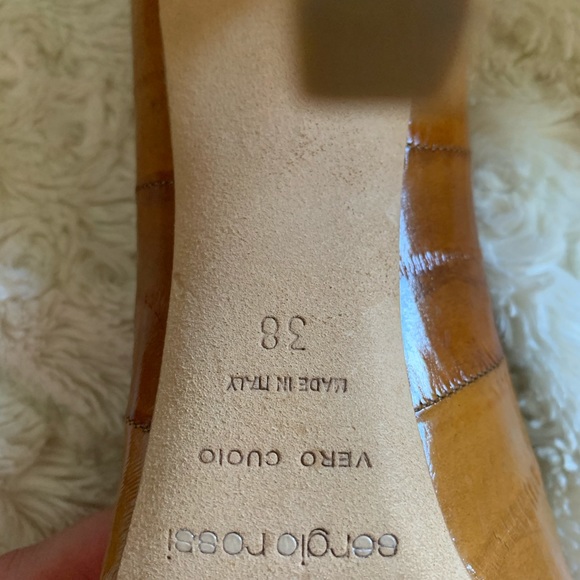 sergio rossi
VERO CUOIO
MADE IN ITALY
38